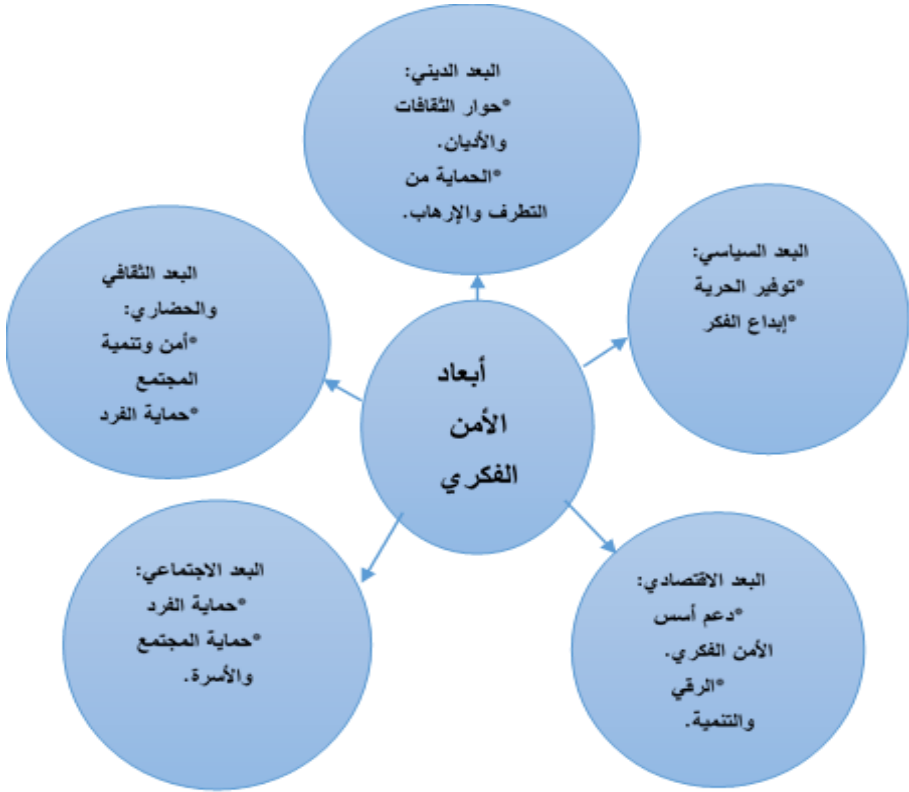 البعد الديني:
*حوار الثقافات
والأديان.
*الحماية من
التطرف والإرهاب.
البعد السياسي:
*توفير الحرية
*إبداع الفكر
البعد الثقافي
والحضاري:
*أمن وتنمية
المجتمع
*حماية الفرد
أبعاد
الأمن
الفكري
البعد الاقتصادي:
*دعم أسس
الأمن الفكري.
*الرقي
والتنمية.
البعد الاجتماعي:
*حماية الفرد
*حماية المجتمع
والأسرة.